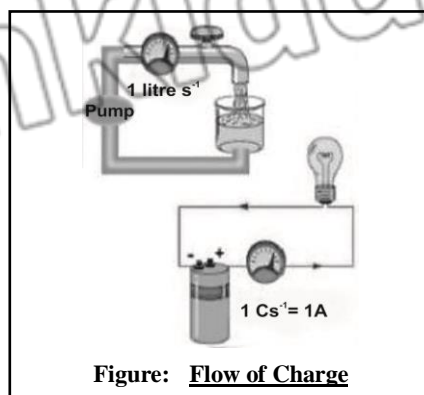 1 litre s⁻¹
Pump
- +
1 Cs⁻¹= 1A
Figure: Flow of Charge